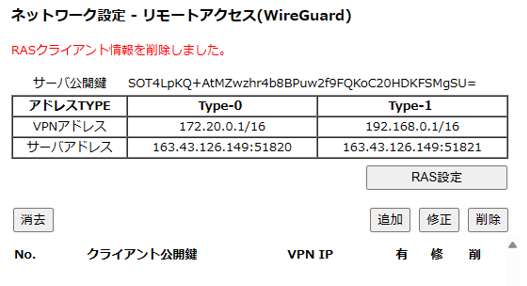 ネットワーク設定 - リモートアクセス(WireGuard)
RASクライアント情報を削除しました。
サーバ公開鍵 SOT4LpKQ+AtMZwzhr4b8BPuw2f9FQKoC20HDKFSMgSU=
アドレスTYPE Type-0 Type-1
VPNアドレス 172.20.0.1/16 192.168.0.1/16
サーバアドレス 163.43.126.149:51820 163.43.126.149:51821
RAS設定
消去 追加 修正 削除
No. クライアント公開鍵 VPN IP 有 修 削